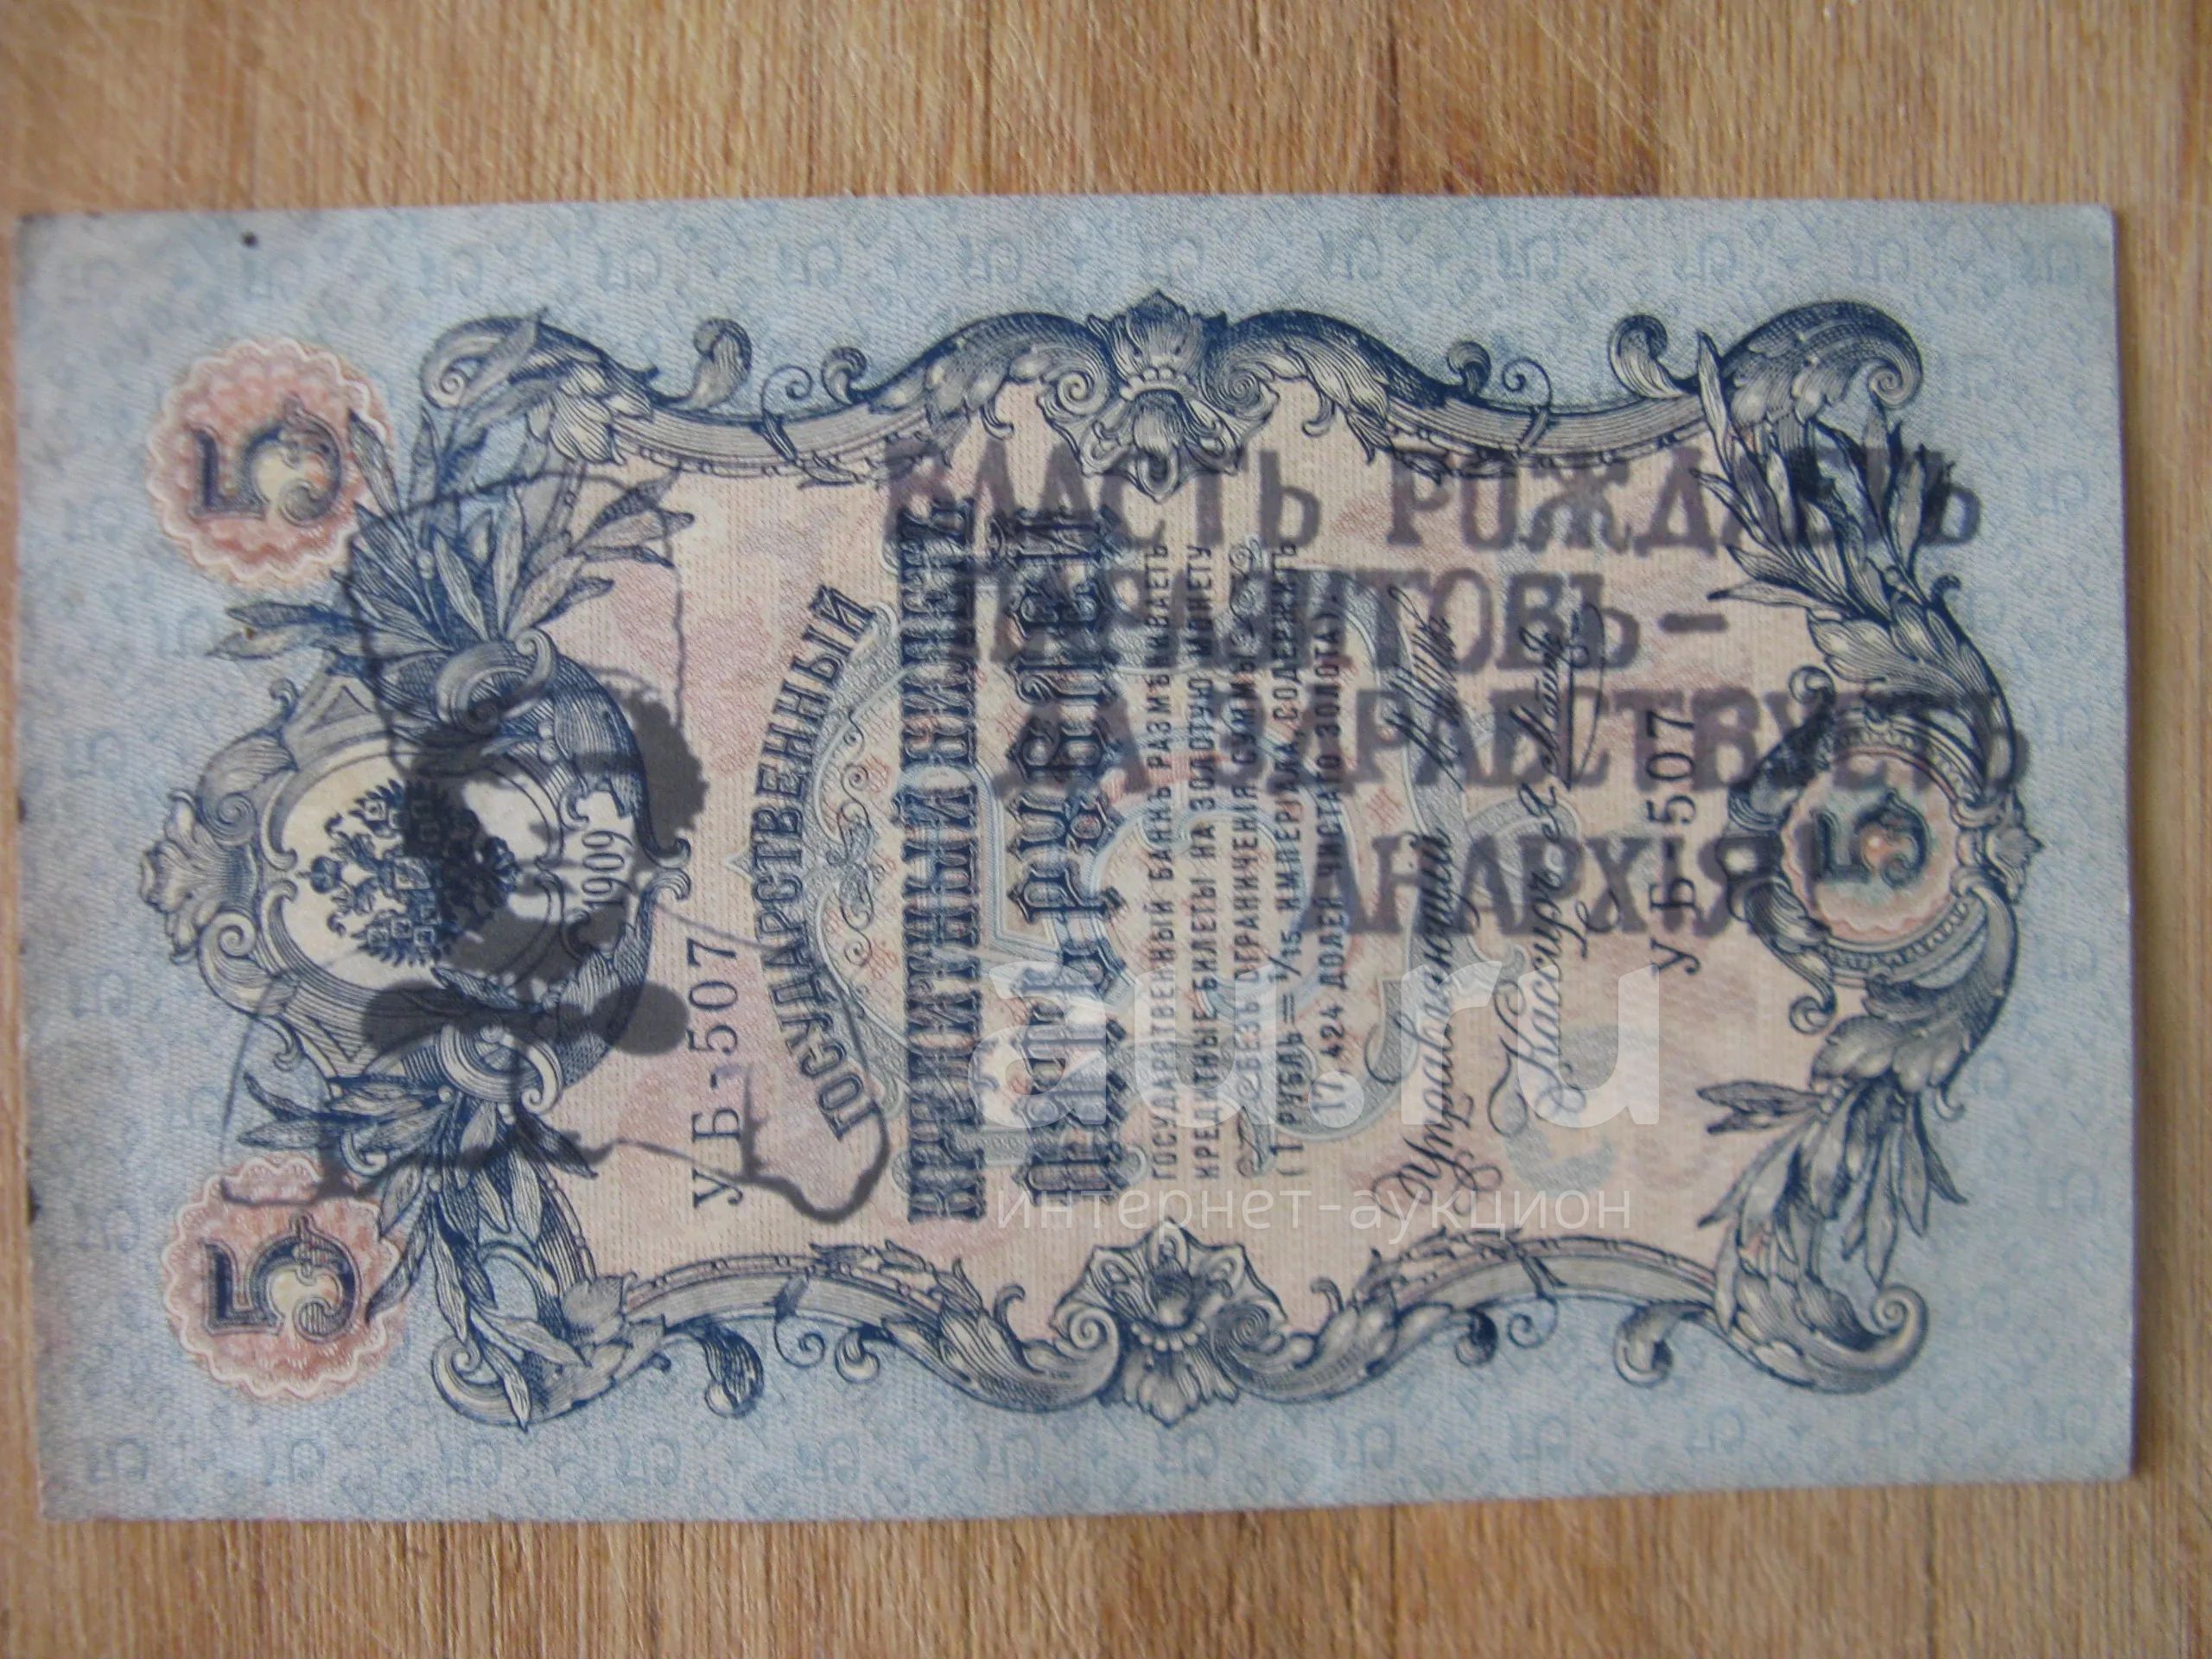 ВЛАСТЬ РОЖДАЕТЪ
ПАРАЗИТОВЪ –
ДА ЗДРАВСТВУЕТЪ
АНАРХІЯ!
5
5
1909
УБ-507
ГОСУДАРСТВЕННЫЙ
КРЕДИТНЫЙ БИЛЕТЪ
ПЯТЬ РУБЛЕЙ
ГОСУДАРСТВЕННЫЙ БАНКЪ РАЗМѢНИВАЕТЪ
КРЕДИТНЫЕ БИЛЕТЫ НА ЗОЛОТУЮ МОНЕТУ
БЕЗЪ ОГРАНИЧЕНІЯ СУММЫ
(1 РУБЛЬ = 1/15 ИМПЕРІАЛА, СОДЕРЖИТЪ
17,424 ДОЛЕЙ ЧИСТАГО ЗОЛОТА).
Управляющій
Кассиръ
УБ-507
5
au.ru
интернет-аукцион